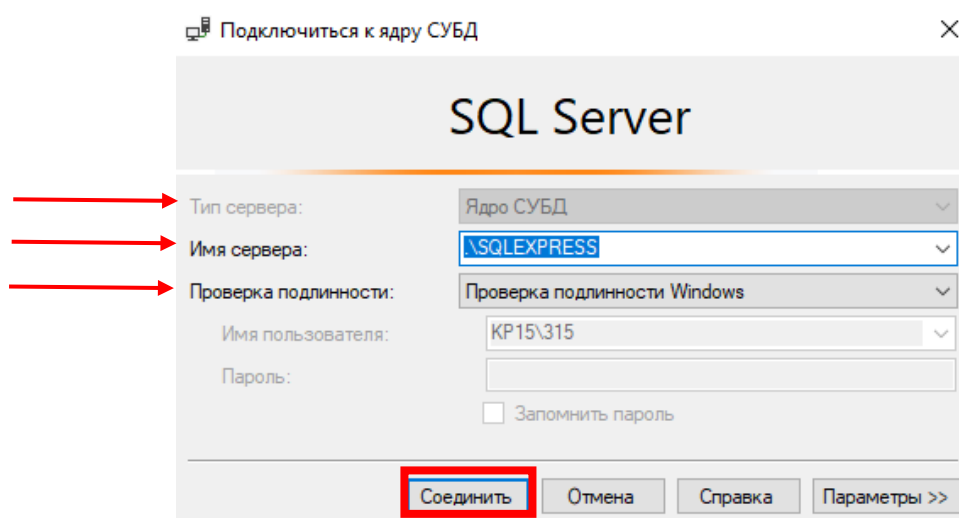 Подключиться к ядру СУБД
SQL Server
Тип сервера: Ядро СУБД
Имя сервера: .\SQLEXPRESS
Проверка подлинности: Проверка подлинности Windows
Имя пользователя: KP15\315
Пароль:
Запомнить пароль
Соединить Отмена Справка Параметры >>